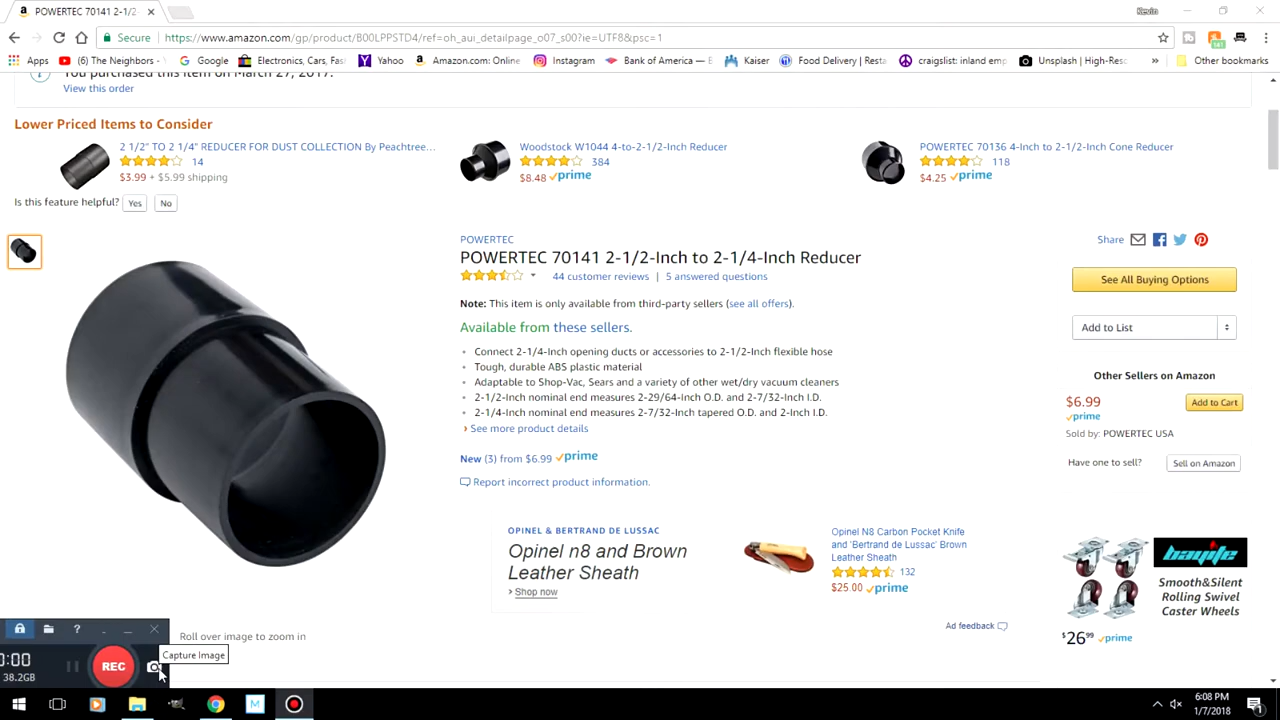 POWERTEC 70141 2-1/2-
Kevin
Secure
https://www.amazon.com/gp/product/B00LPPSTD4/ref=oh_aui_detailpage_o07_s00?ie=UTF8&psc=1
161
Apps
(1) The Neighbors - Y
Google
Electronics, Cars, Fash
Yahoo
Amazon.com: Online
Instagram
Bank of America — E
Kaiser
Food Delivery | Resta
craigslist: inland emp
Unsplash | High-Res
»
Other bookmarks
You purchased this item on March 27, 2017.
View this order
Lower Priced Items to Consider
2 1/2" TO 2 1/4" REDUCER FOR DUST COLLECTION By Peachtree...
14
$3.99 + $5.99 shipping
Woodstock W1044 4-to-2-1/2-Inch Reducer
384
$8.48 prime
POWERTEC 70136 4-Inch to 2-1/2-Inch Cone Reducer
118
$4.25 prime
Is this feature helpful? Yes No
POWERTEC
POWERTEC 70141 2-1/2-Inch to 2-1/4-Inch Reducer
44 customer reviews | 5 answered questions
Note: This item is only available from third-party sellers (see all offers).
Available from these sellers.
Connect 2-1/4-Inch opening ducts or accessories to 2-1/2-Inch flexible hose
Tough, durable ABS plastic material
Adaptable to Shop-Vac, Sears and a variety of other wet/dry vacuum cleaners
2-1/2-Inch nominal end measures 2-29/64-Inch O.D. and 2-7/32-Inch I.D.
2-1/4-Inch nominal end measures 2-7/32-Inch tapered O.D. and 2-Inch I.D.
› See more product details
New (3) from $6.99 prime
Report incorrect product information.
Share
See All Buying Options
Add to List
Other Sellers on Amazon
$6.99
Add to Cart
prime
Sold by: POWERTEC USA
Have one to sell?
Sell on Amazon
OPINEL & BERTRAND DE LUSSAC
Opinel n8 and Brown
Leather Sheath
› Shop now
Opinel N8 Carbon Pocket Knife
and 'Bertrand de Lussac' Brown
Leather Sheath
132
$25.00 prime
Ad feedback
bayite
Smooth&Silent
Rolling Swivel
Caster Wheels
$26.99 prime
Roll over image to zoom in
?
0:00
38.2GB
REC
Capture Image
M
6:08 PM
1/7/2018
1